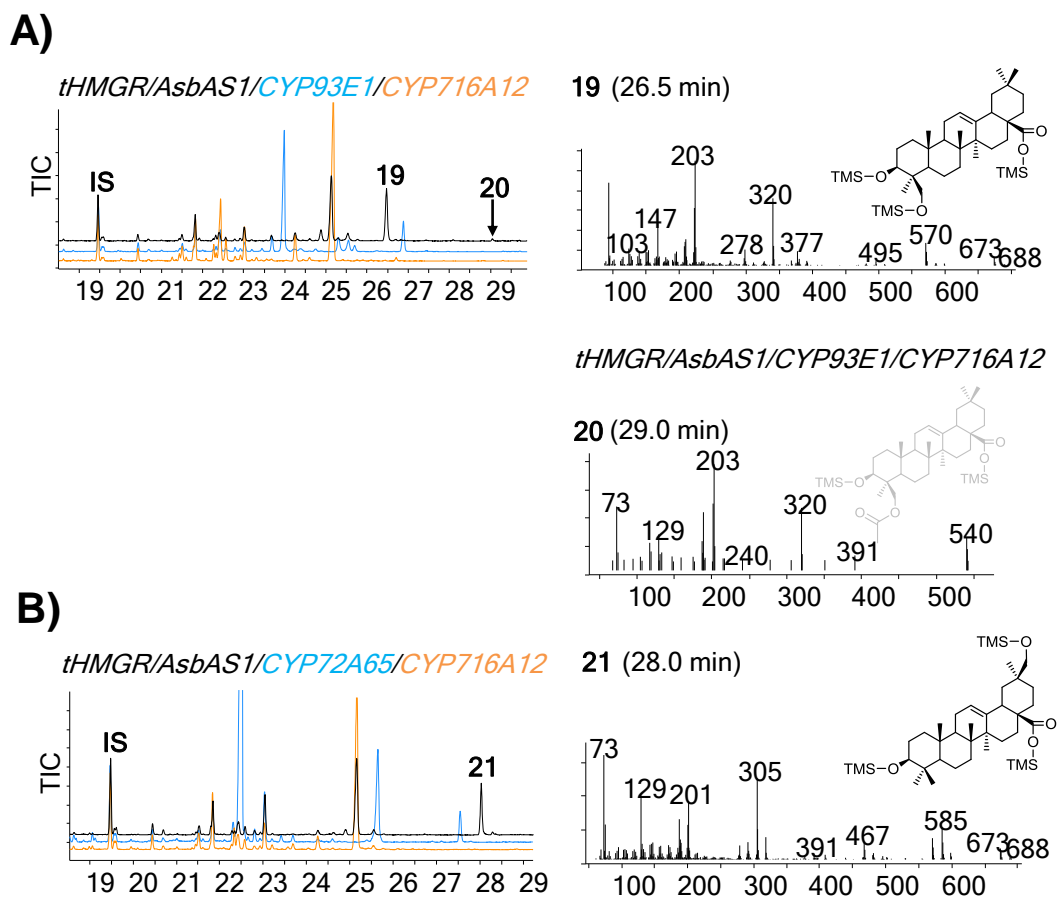 A)
tHMGR/AsbAS1/CYP93E1/CYP716A12
TIC
IS
19
20
19 20 21 22 23 24 25 26 27 28 29
19 (26.5 min)
203
320
147
103
278
377
495
570
673
688
100 200 300 400 500 600
TMS
O
TMS
O
O
O
TMS
tHMGR/AsbAS1/CYP93E1/CYP716A12
20 (29.0 min)
203
73
129
240
320
391
540
100 200 300 400 500
TMS
O
O
O
O
O
TMS
B)
tHMGR/AsbAS1/CYP72A65/CYP716A12
TIC
IS
21
19 20 21 22 23 24 25 26 27 28 29
21 (28.0 min)
73
129
201
305
391
467
585
673
688
100 200 300 400 500 600
TMS
O
TMS
O
O
O
TMS